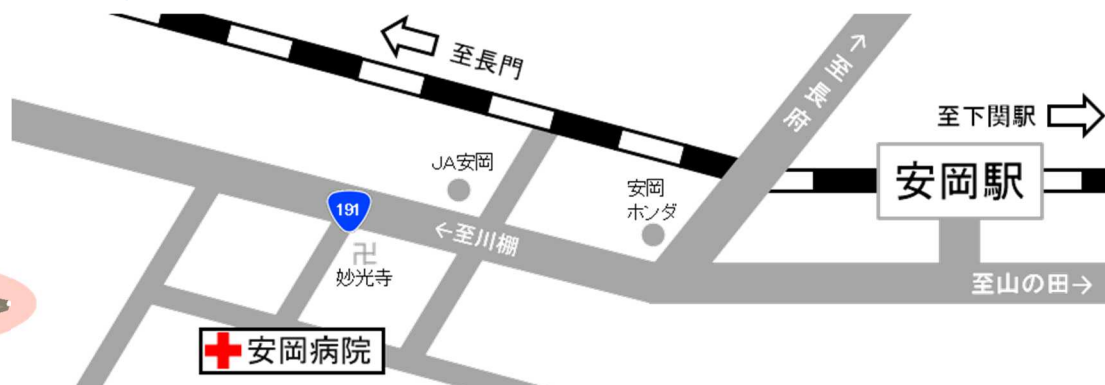 至長門
↑至長府
至下関駅
安岡駅
JA安岡
安岡
ホンダ
191
←至川棚
卍
妙光寺
至山の田→
安岡病院